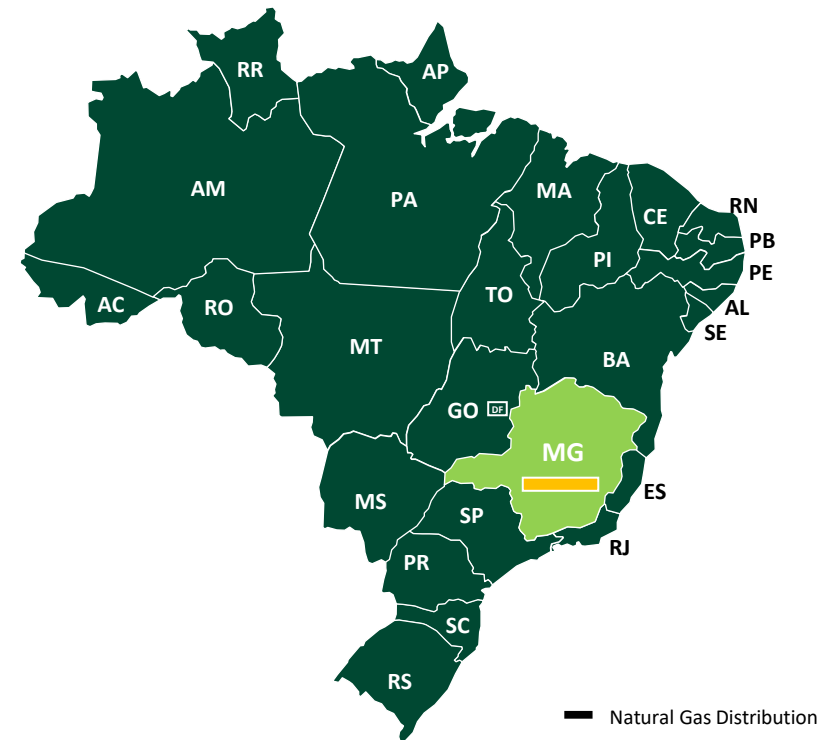 RR
AP
AM
PA
MA
CE
RN
PB
PI
PE
TO
AC
RO
AL
SE
MT
BA
GO
DF
MG
ES
MS
SP
RJ
PR
SC
RS
Natural Gas Distribution